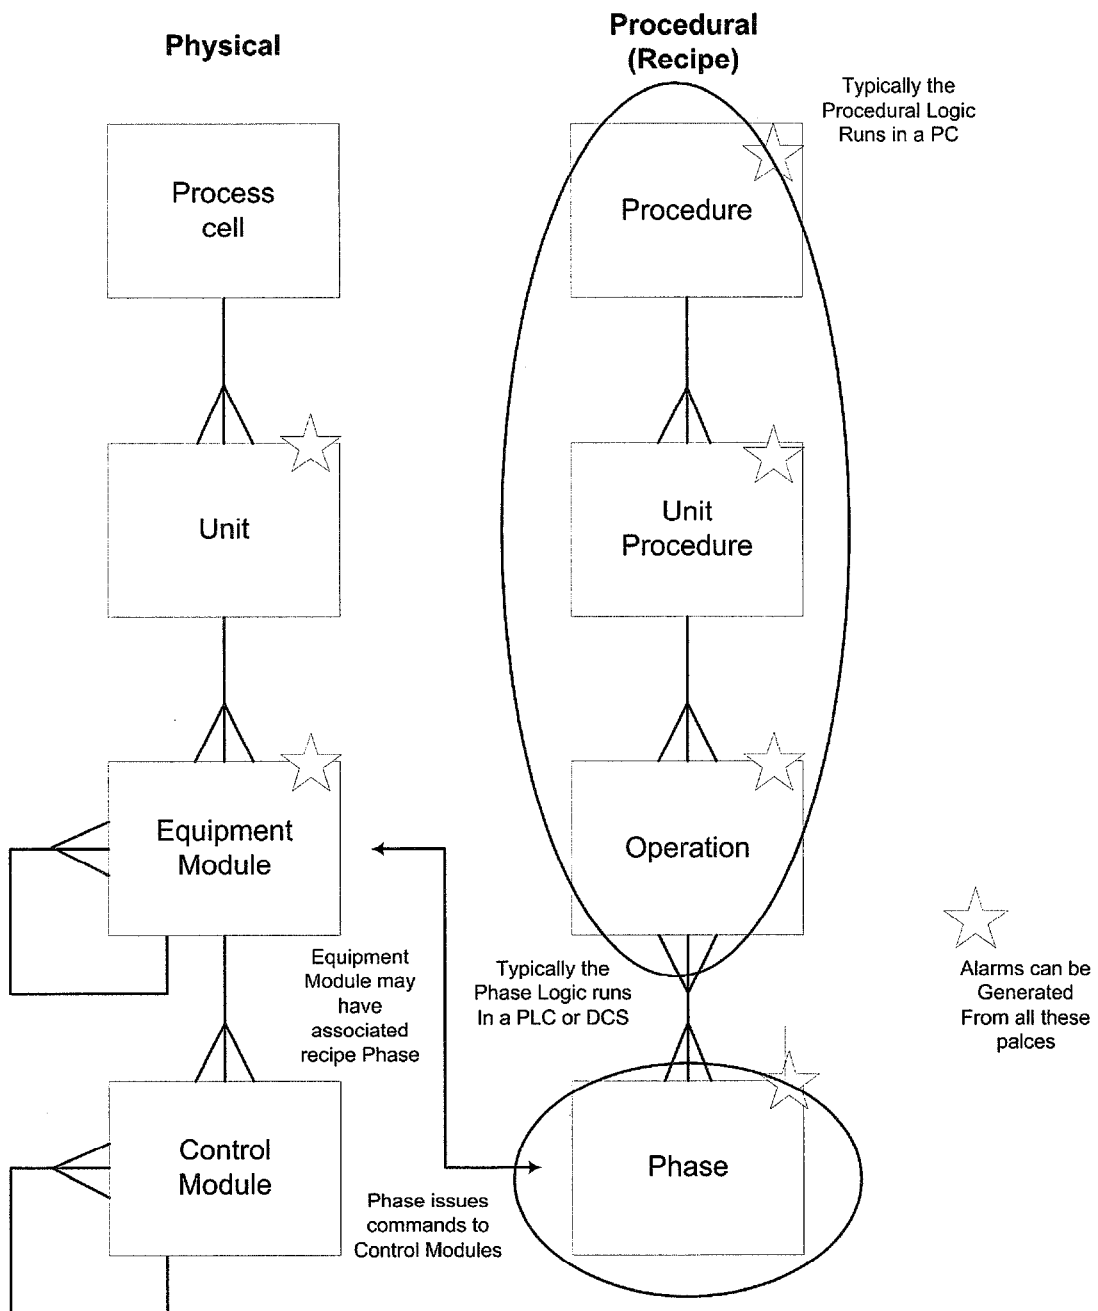 Physical
Procedural
(Recipe)
Typically the
Procedural Logic
Runs in a PC
Process
cell
Procedure
Unit
Unit
Procedure
Equipment
Module
Operation
Equipment
Module may
have
associated
recipe Phase
Typically the
Phase Logic runs
In a PLC or DCS
Alarms can be
Generated
From all these
palces
Control
Module
Phase
Phase issues
commands to
Control Modules